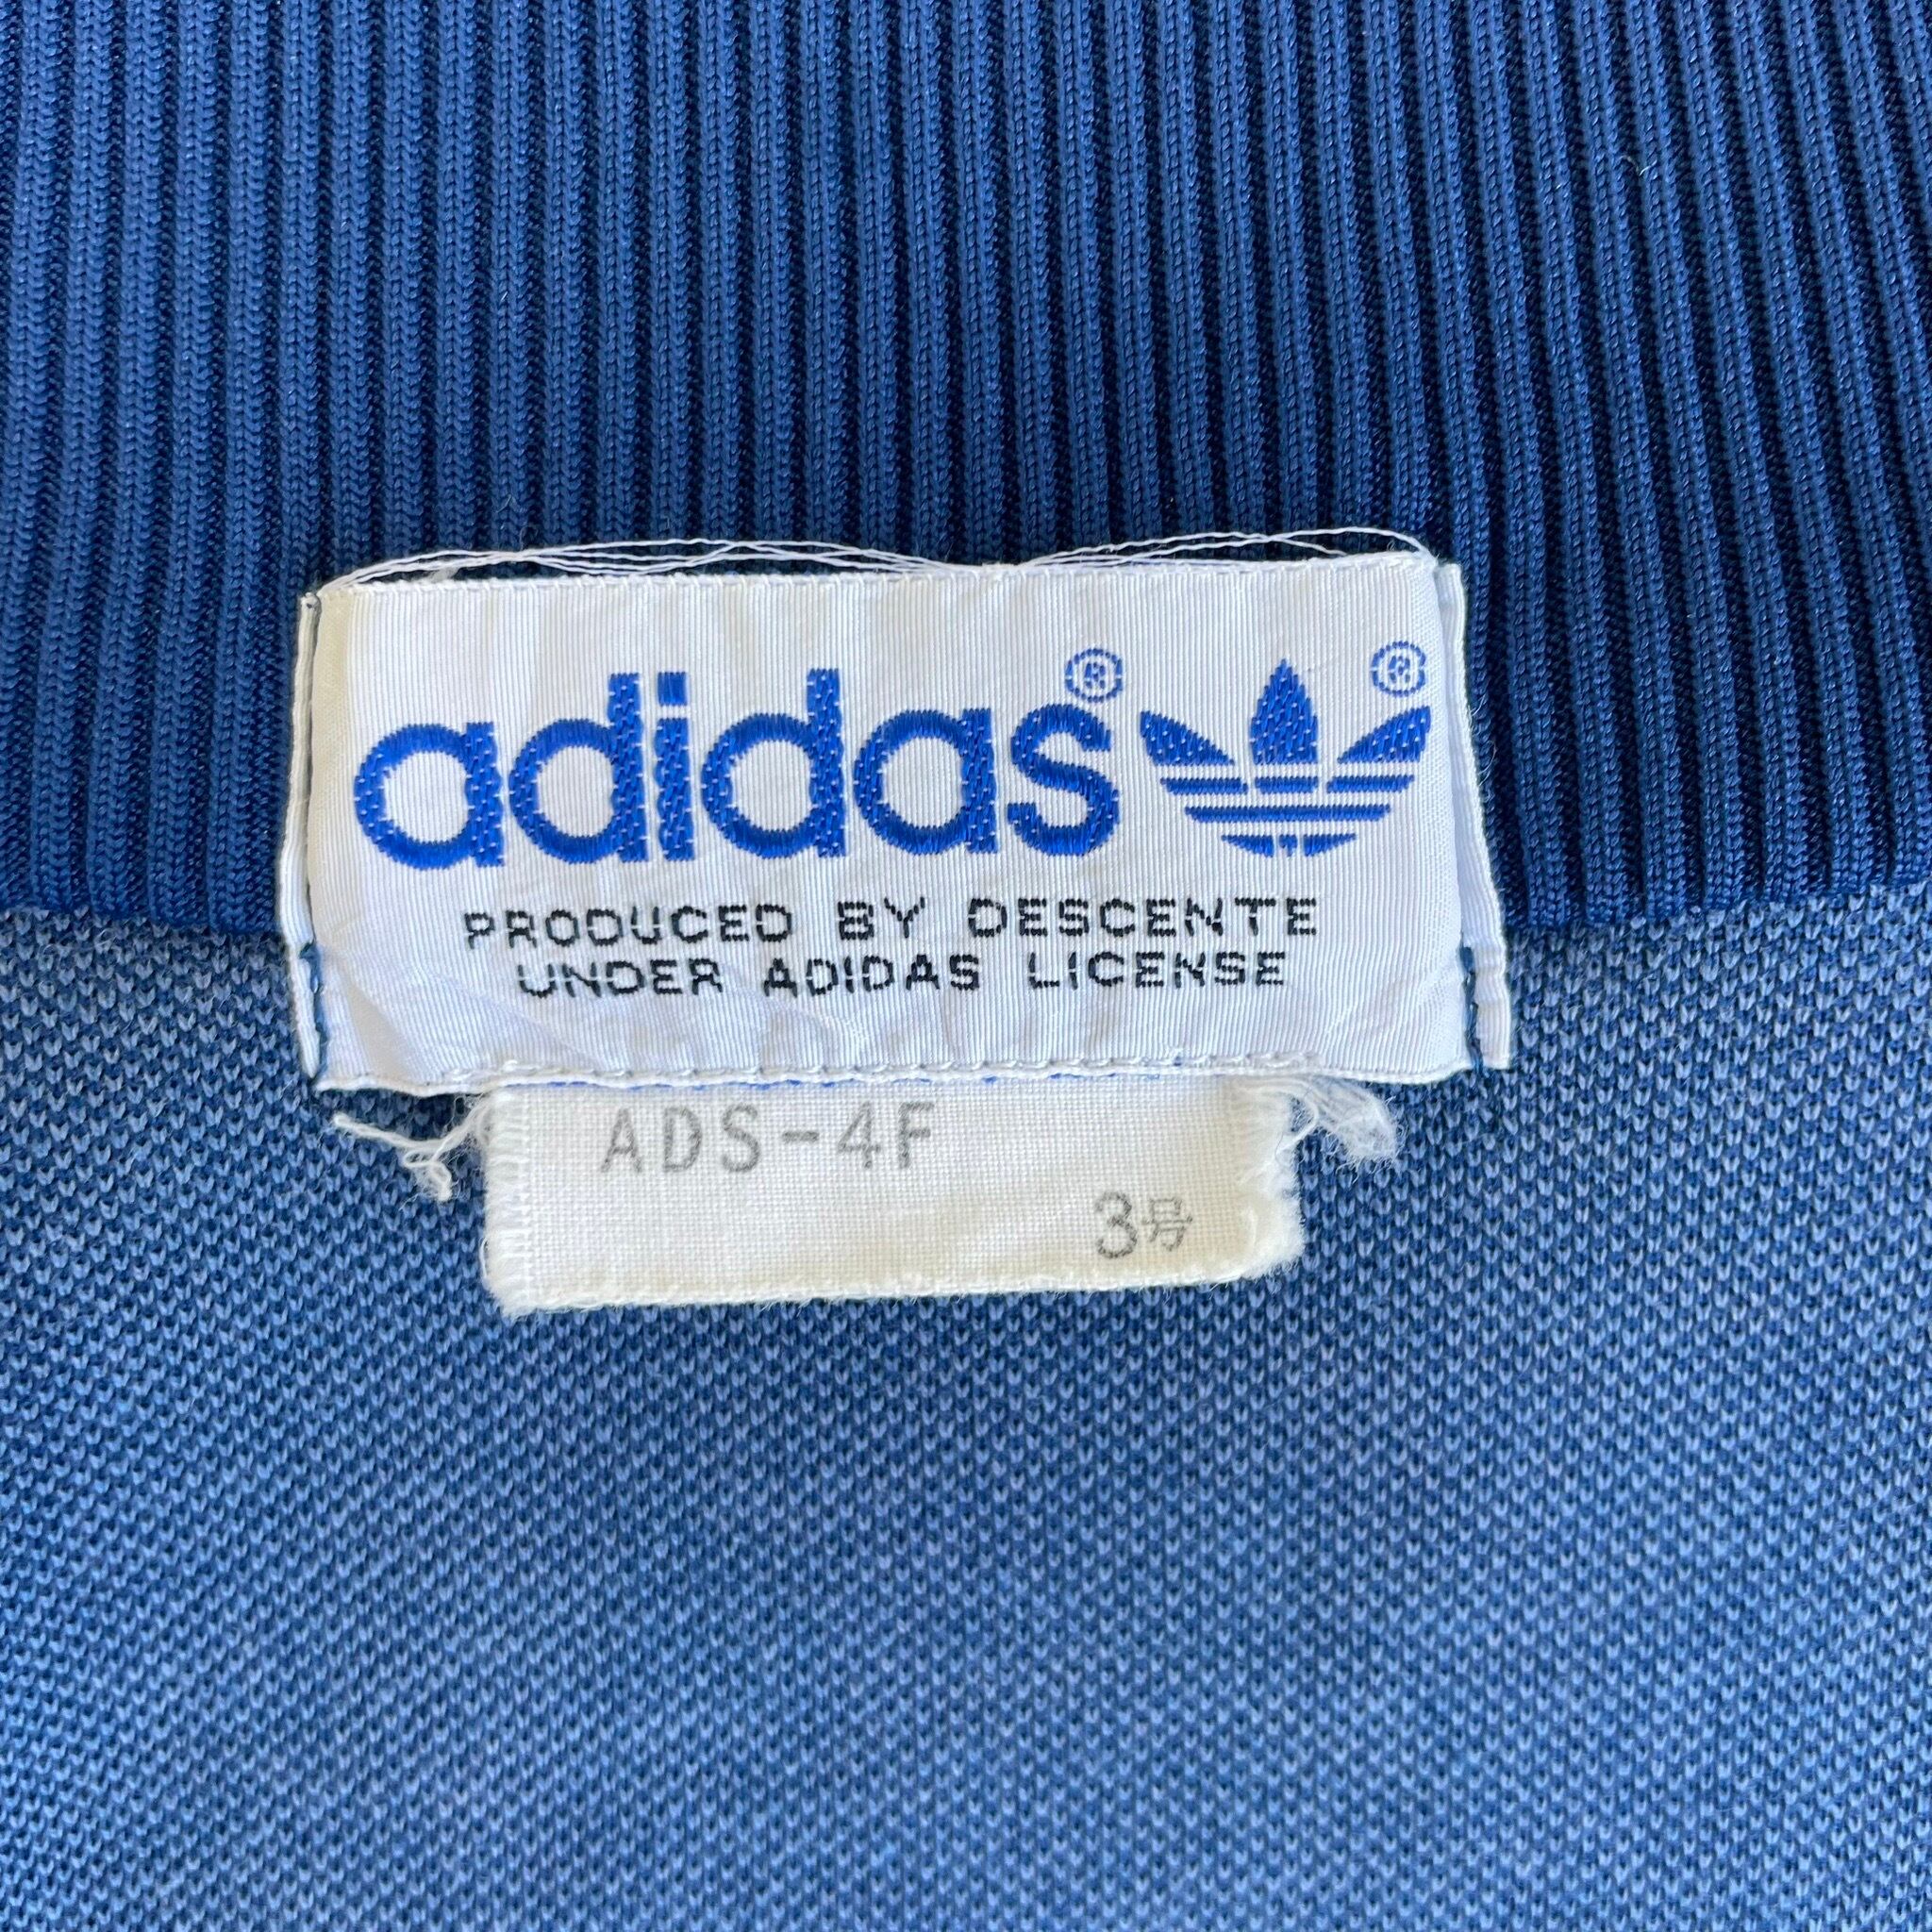 adidas® ®
PRODUCED BY DESCENTE
UNDER ADIDAS LICENSE
ADS-4F
3号